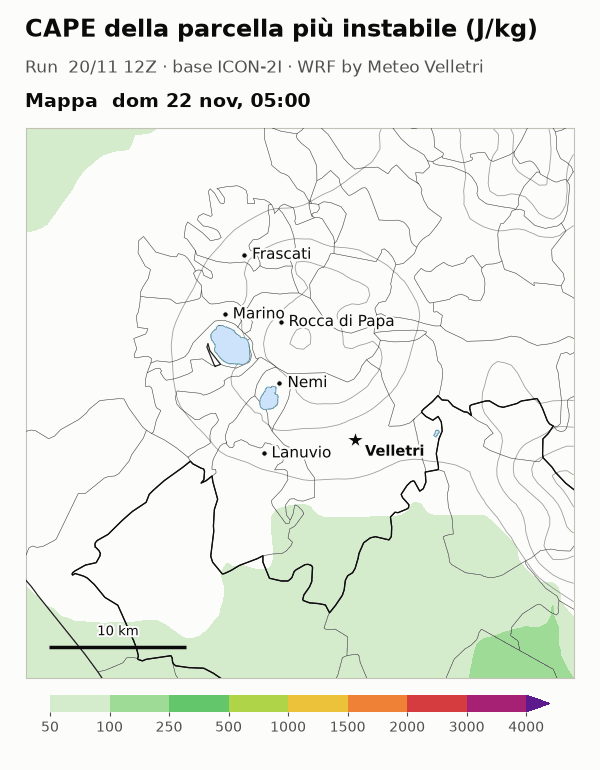 CAPE della parcella più instabile (J/kg)
Run  20/11 12Z · base ICON-2I · WRF by Meteo Velletri
Mappa  dom 22 nov, 05:00
Frascati
Marino
Rocca di Papa
Nemi
Velletri
Lanuvio
10 km
50 100 250 500 1000 1500 2000 3000 4000